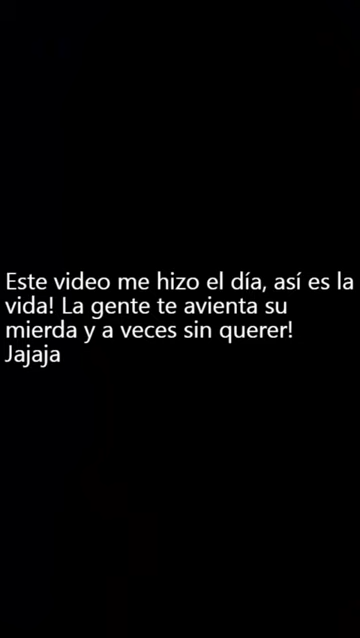 Este video me hizo el día, así es la
vida! La gente te avienta su
mierda y a veces sin querer!
Jajaja